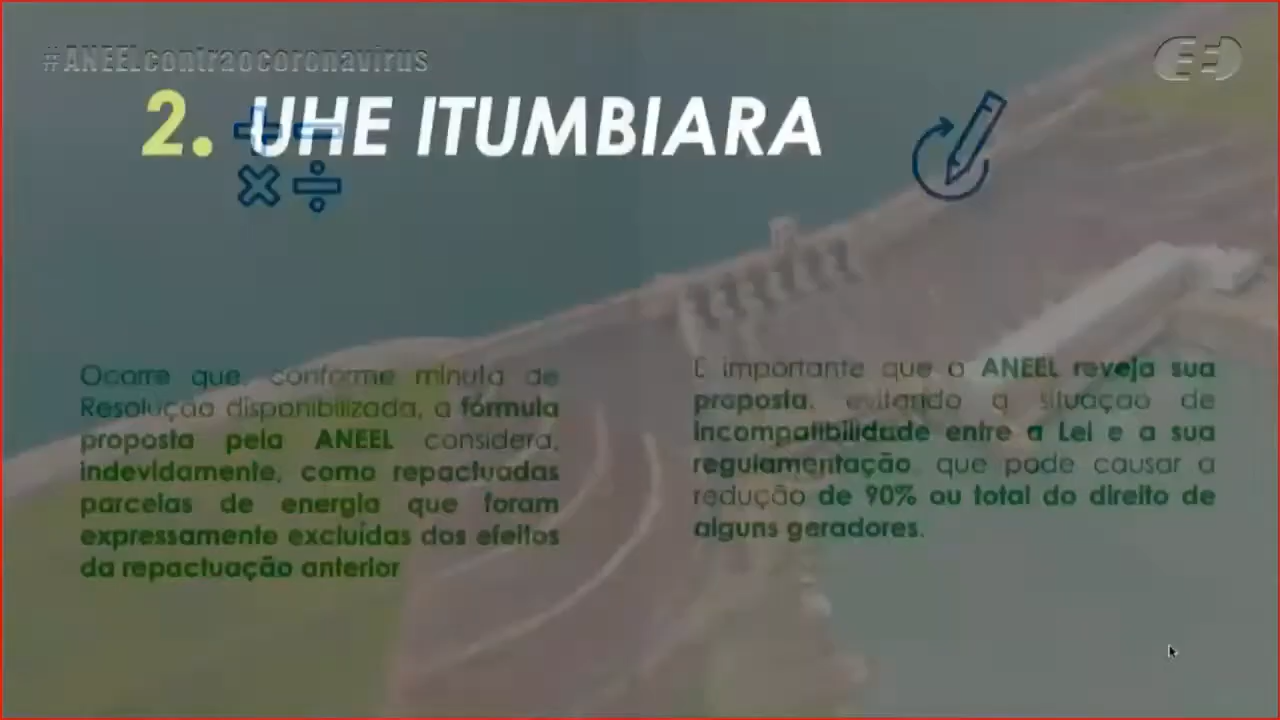 #ANEELcontraocoronavirus
2. UHE ITUMBIARA
Ocorre que, conforme minuta de
Resolução disponibilizada, a fórmula
proposta pela ANEEL considera,
indevidamente, como repactuadas
parcelas de energia que foram
expressamente excluídas dos efeitos
da repactuação anterior
É importante que a ANEEL reveja sua
proposta, evitando a situação de
incompatibilidade entre a Lei e a sua
regulamentação, que pode causar a
redução de 90% ou total do direito de
alguns geradores.